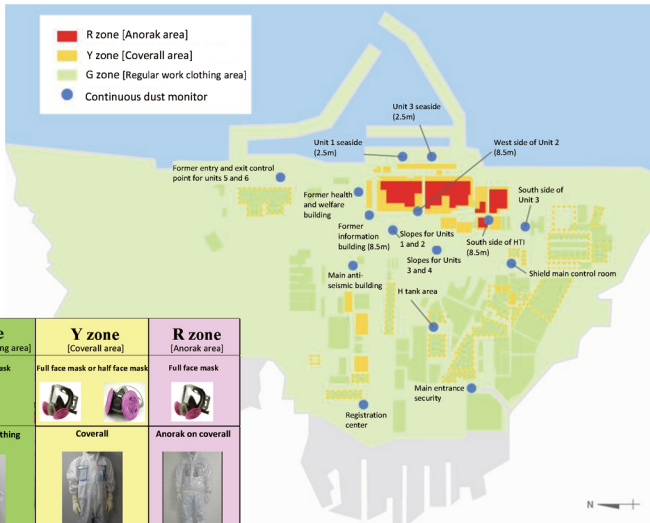 R zone [Anorak area]
Y zone [Coverall area]
G zone [Regular work clothing area]
Continuous dust monitor
Unit 3 seaside
(2.5m)
Unit 1 seaside
(2.5m)
West side of Unit 2
(8.5m)
Former entry and exit control
point for units 5 and 6
Former health
and welfare
building
South side of
Unit 3
Former
information
building (8.5m)
Slopes for Units
1 and 2
South side of HTI
(8.5m)
Slopes for Units
3 and 4
Main anti-
seismic building
Shield main control room
H tank area
Main entrance
security
Registration
center
N
e
ng area]
ask
thing
Y zone
[Coverall area]
Full face mask or half face mask
Coverall
R zone
[Anorak area]
Full face mask
Anorak on coverall